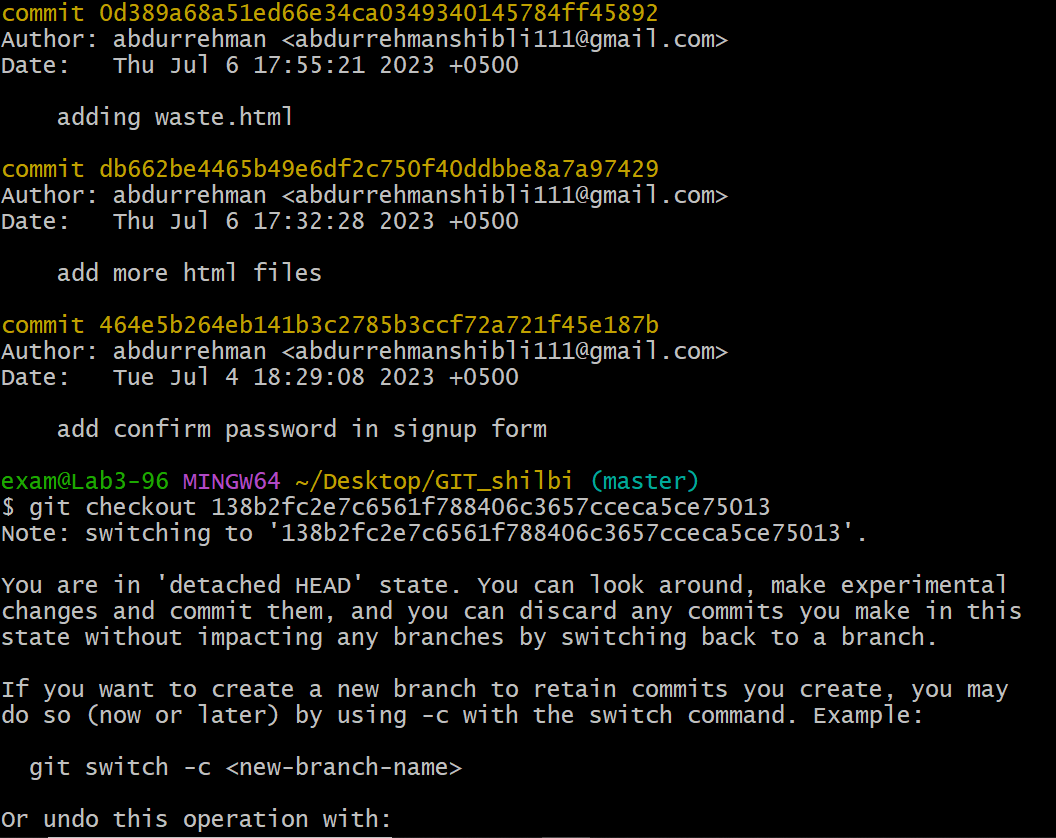 commit 0d389a68a51ed66e34ca0349340145784ff45892
Author: abdurrehman <abdurrehmanshibli111@gmail.com>
Date:   Thu Jul 6 17:55:21 2023 +0500

    adding waste.html

commit db662be4465b49e6df2c750f40ddbbe8a7a97429
Author: abdurrehman <abdurrehmanshibli111@gmail.com>
Date:   Thu Jul 6 17:32:28 2023 +0500

    add more html files

commit 464e5b264eb141b3c2785b3ccf72a721f45e187b
Author: abdurrehman <abdurrehmanshibli111@gmail.com>
Date:   Tue Jul 4 18:29:08 2023 +0500

    add confirm password in signup form

exam@Lab3-96 MINGW64 ~/Desktop/GIT_shilbi (master)
$ git checkout 138b2fc2e7c6561f788406c3657cceca5ce75013
Note: switching to '138b2fc2e7c6561f788406c3657cceca5ce75013'.

You are in 'detached HEAD' state. You can look around, make experimental
changes and commit them, and you can discard any commits you make in this
state without impacting any branches by switching back to a branch.

If you want to create a new branch to retain commits you create, you may
do so (now or later) by using -c with the switch command. Example:

  git switch -c <new-branch-name>

Or undo this operation with: